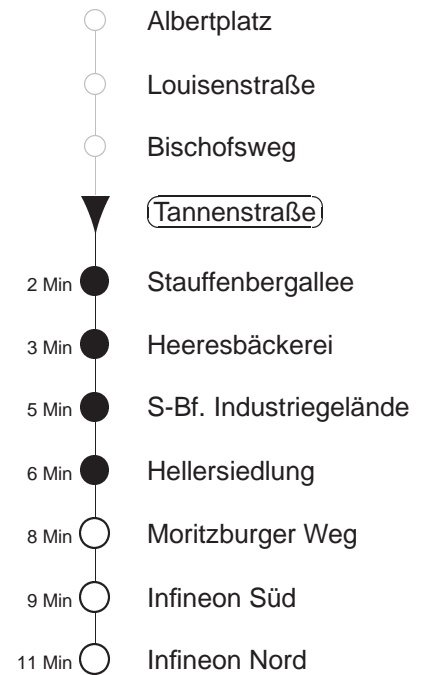 Albertplatz
Louisenstraße
Bischofsweg
Tannenstraße
2 Min Stauffenbergallee
3 Min Heeresbäckerei
5 Min S-Bf. Industriegelände
6 Min Hellersiedlung
8 Min Moritzburger Weg
9 Min Infineon Süd
11 Min Infineon Nord